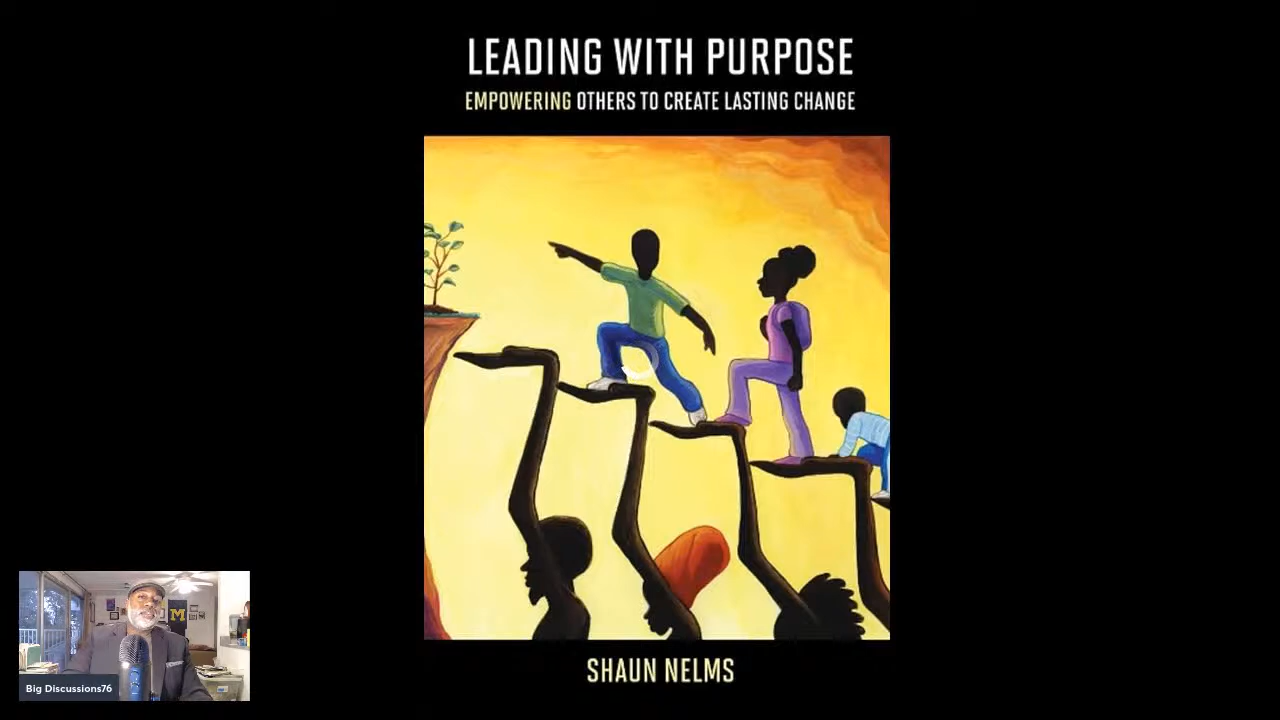 LEADING WITH PURPOSE
EMPOWERING OTHERS TO CREATE LASTING CHANGE
SHAUN NELMS
M
Big Discussions76